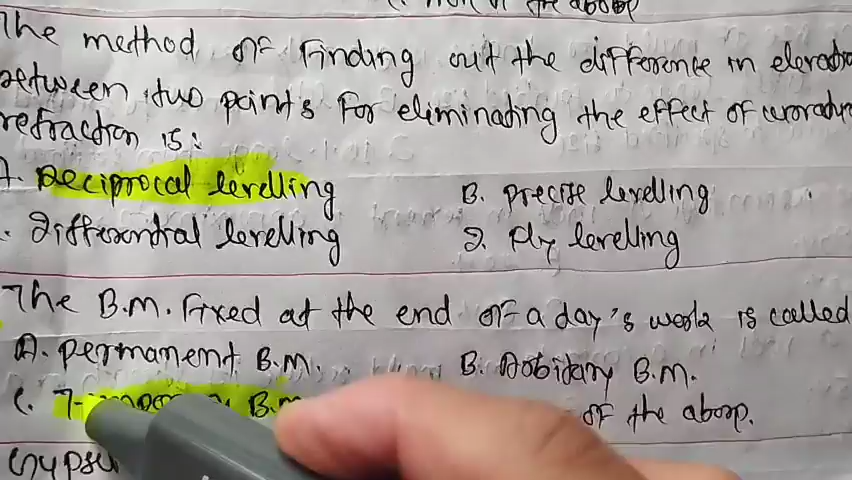 The method of Finding out the difference in elevatio
between two points For eliminating the effect of curvature
refraction is:
A. Reciprocal levelling B. precise levelling
C. Differential levelling D. Fly levelling
The B.M. Fixed at the end of a day's work is called
A. permanent B.M. B. Arbitary B.M.
C. B.M of the above.